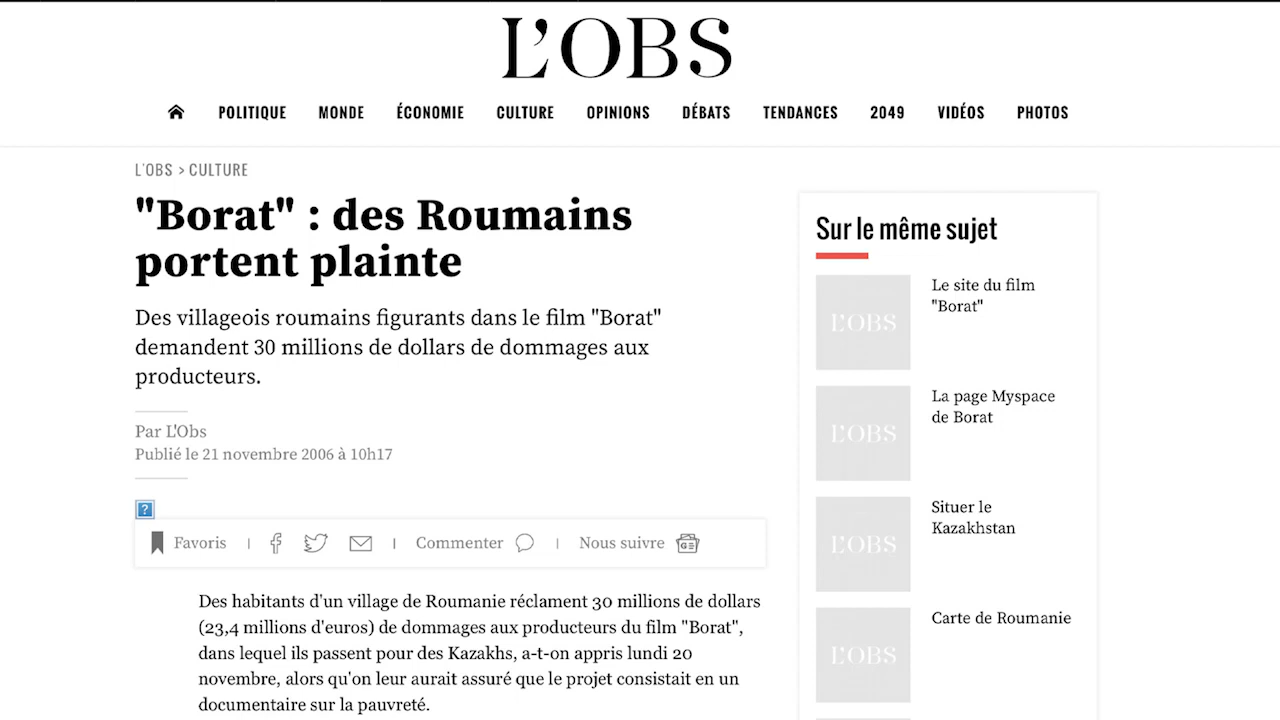 L'OBS
POLITIQUE MONDE ÉCONOMIE CULTURE OPINIONS DÉBATS TENDANCES 2049 VIDÉOS PHOTOS
L'OBS > CULTURE
"Borat" : des Roumains
portent plainte
Des villageois roumains figurants dans le film "Borat"
demandent 30 millions de dollars de dommages aux
producteurs.
Par L'Obs
Publié le 21 novembre 2006 à 10h17
?
Favoris | | Commenter | Nous suivre GE
Des habitants d'un village de Roumanie réclament 30 millions de dollars
(23,4 millions d'euros) de dommages aux producteurs du film "Borat",
dans lequel ils passent pour des Kazakhs, a-t-on appris lundi 20
novembre, alors qu'on leur aurait assuré que le projet consistait en un
documentaire sur la pauvreté.
Sur le même sujet
L'OBS
Le site du film
"Borat"
L'OBS
La page Myspace
de Borat
L'OBS
Situer le
Kazakhstan
L'OBS
Carte de Roumanie